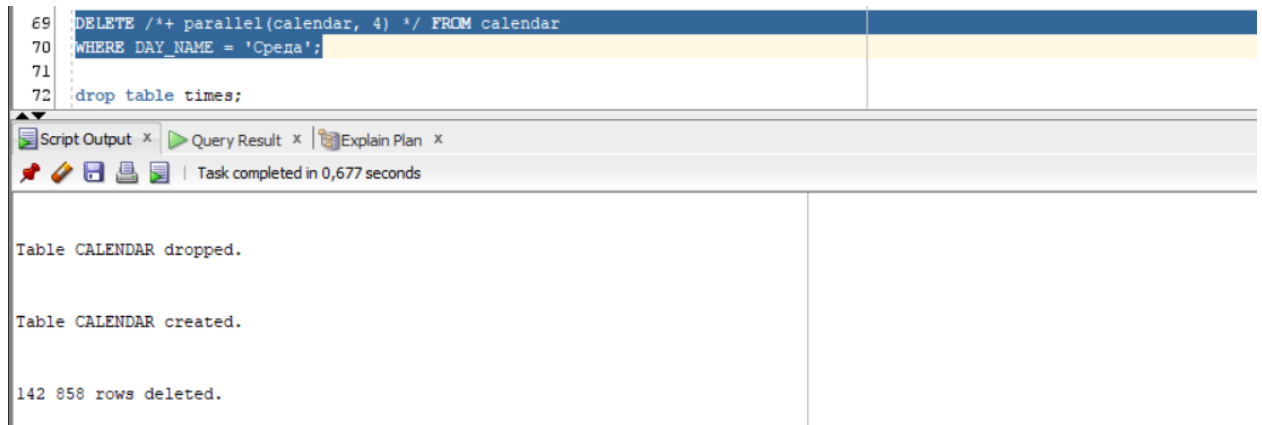 69 DELETE /*+ parallel(calendar, 4) */ FROM calendar
70 WHERE DAY_NAME = 'Среда';
71
72 drop table times;
Script Output x Query Result x Explain Plan x
Task completed in 0,677 seconds
Table CALENDAR dropped.
Table CALENDAR created.
142 858 rows deleted.